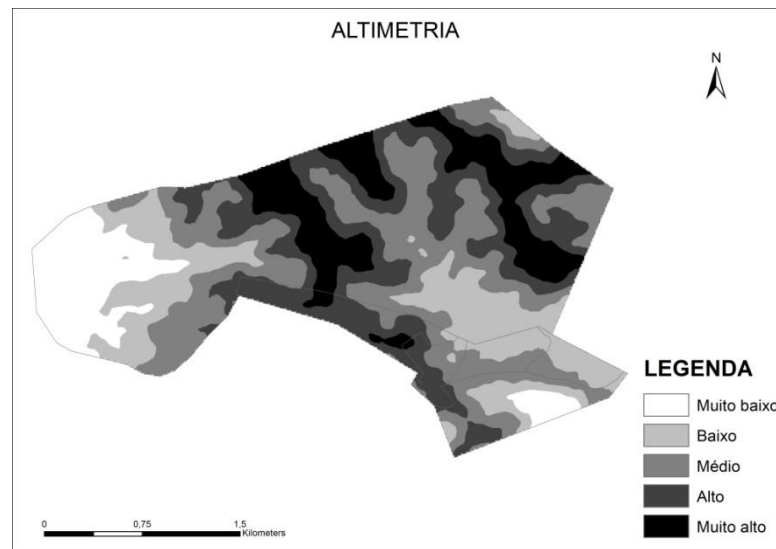 ALTIMETRIA
N
LEGENDA
Muito baixo
Baixo
Médio
Alto
Muito alto
0 0,75 1,5
Kilometers